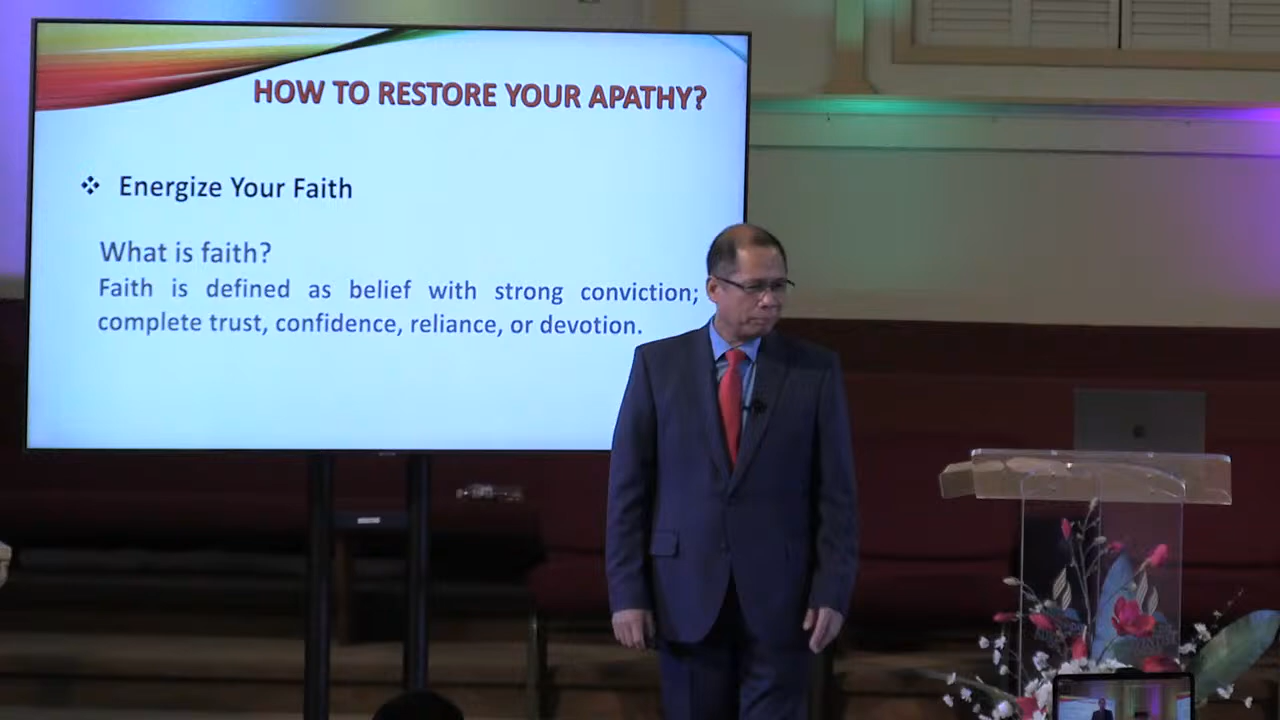 HOW TO RESTORE YOUR APATHY?
❖ Energize Your Faith
What is faith?
Faith is defined as belief with strong conviction;
complete trust, confidence, reliance, or devotion.